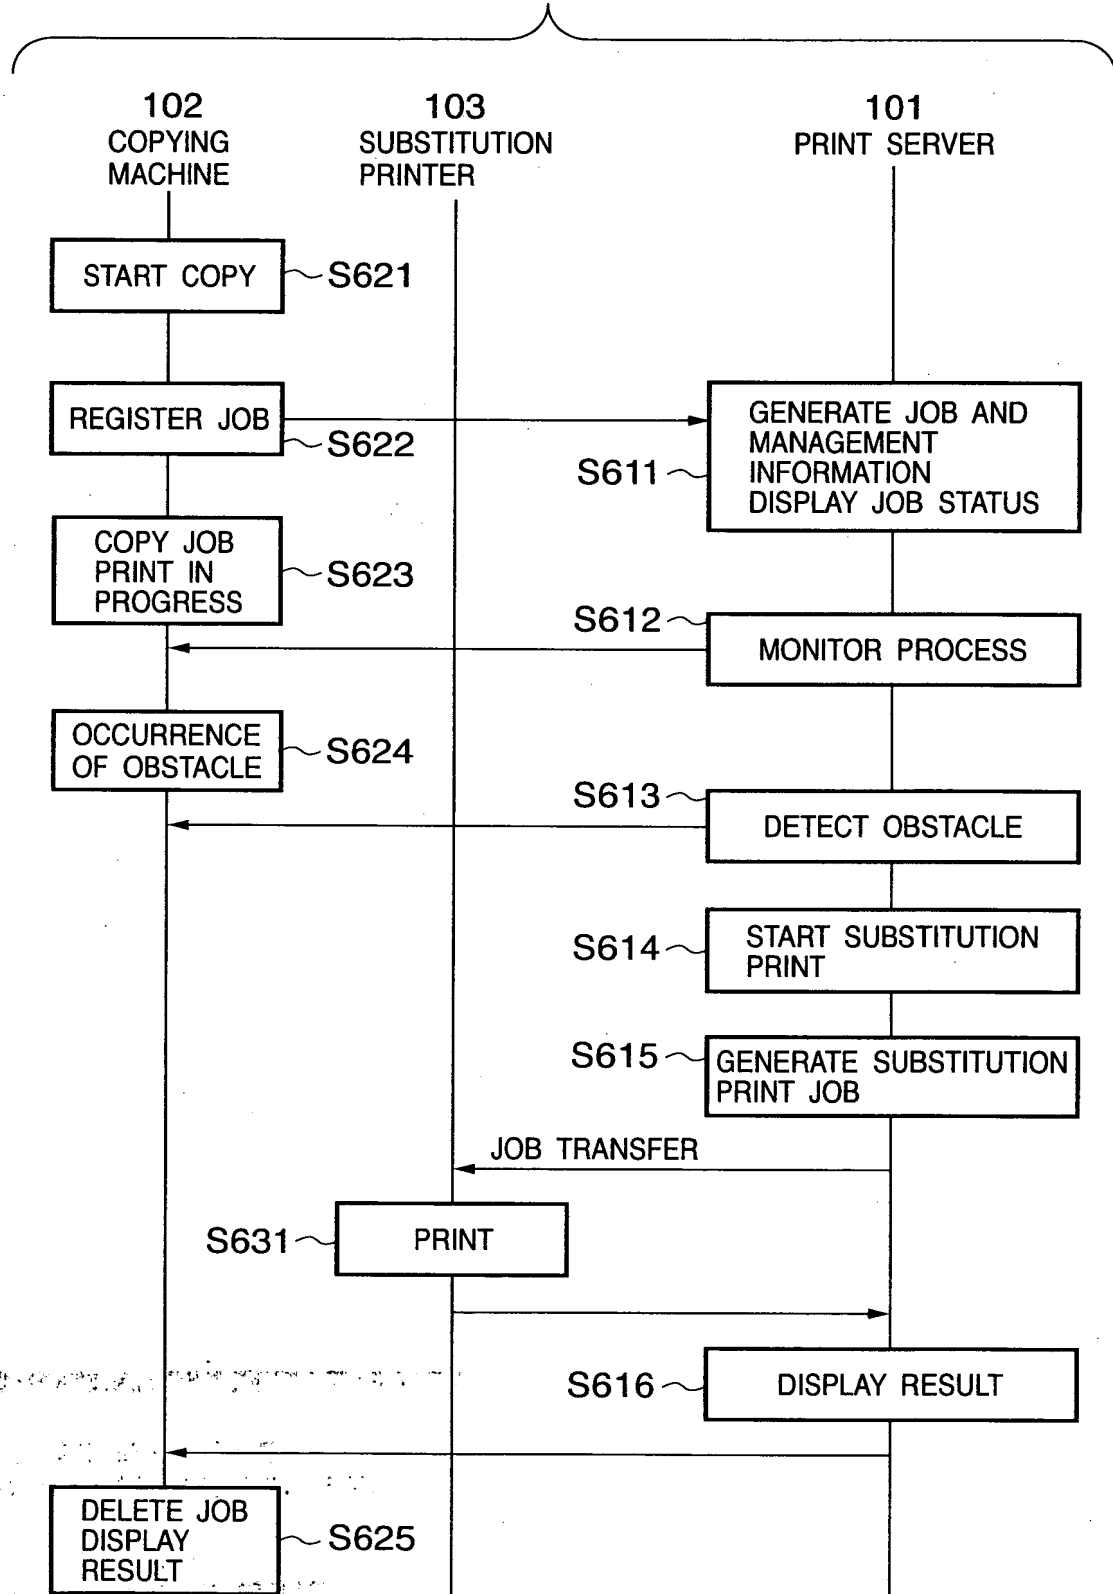 102
COPYING
MACHINE
103
SUBSTITUTION
PRINTER
101
PRINT SERVER
START COPY
S621
REGISTER JOB
S622
GENERATE JOB AND
MANAGEMENT
INFORMATION
DISPLAY JOB STATUS
S611
COPY JOB
PRINT IN
PROGRESS
S623
S612
MONITOR PROCESS
OCCURRENCE
OF OBSTACLE
S624
S613
DETECT OBSTACLE
S614
START SUBSTITUTION
PRINT
S615
GENERATE SUBSTITUTION
PRINT JOB
JOB TRANSFER
S631
PRINT
S616
DISPLAY RESULT
DELETE JOB
DISPLAY
RESULT
S625